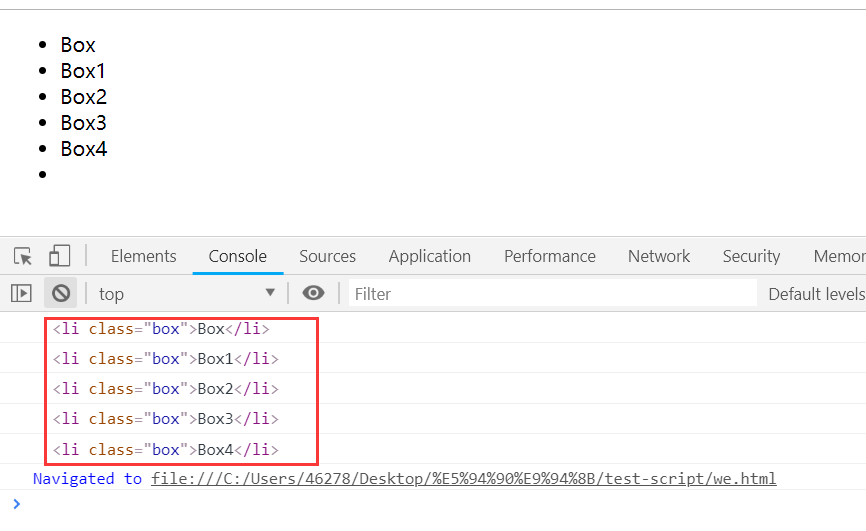 Box
Box1
Box2
Box3
Box4
Elements Console Sources Application Performance Network Security Memor
top Filter Default levels
<li class="box">Box</li>
<li class="box">Box1</li>
<li class="box">Box2</li>
<li class="box">Box3</li>
<li class="box">Box4</li>
Navigated to file:///C:/Users/46278/Desktop/%E5%94%90%E9%94%8B/test-script/we.html